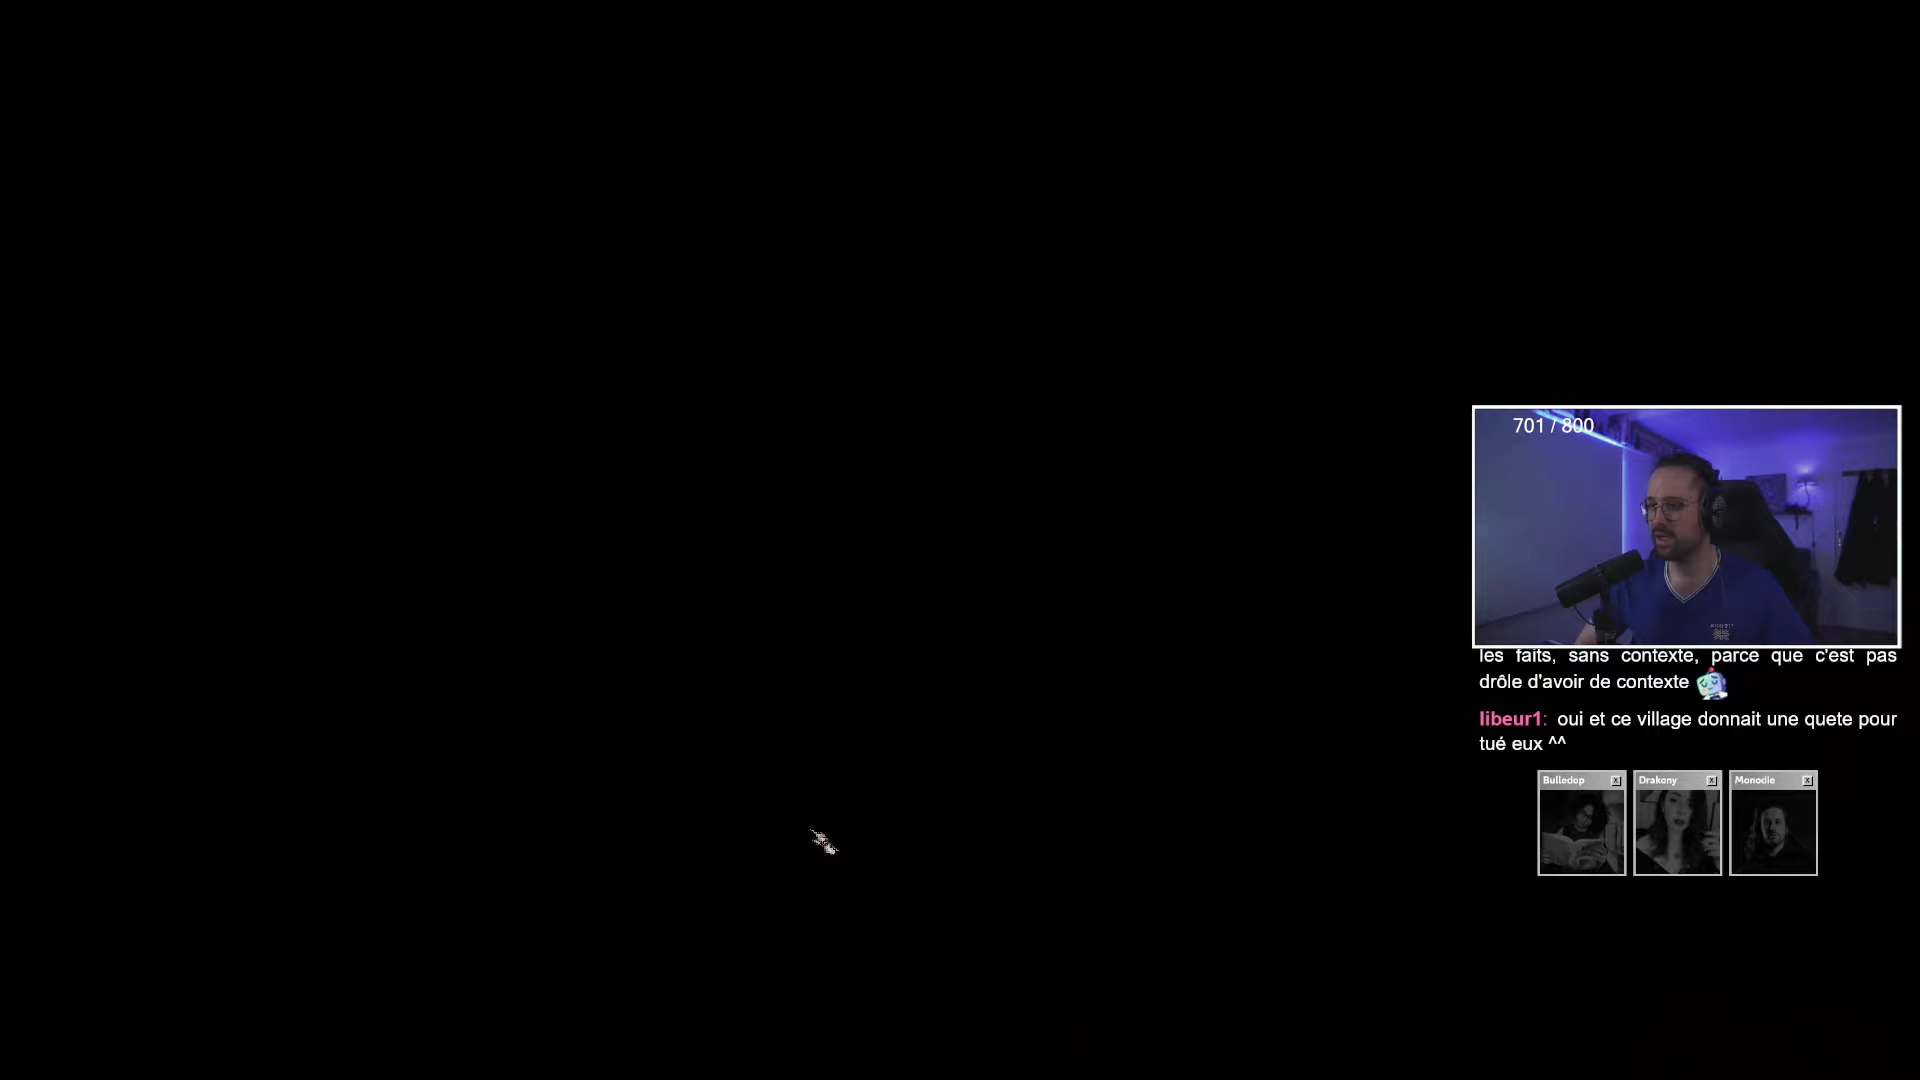 701 / 800
les faits, sans contexte, parce que c'est pas
drôle d'avoir de contexte
libeur1: oui et ce village donnait une quete pour
tué eux ^^
Bulledop
Drakony
Monodie